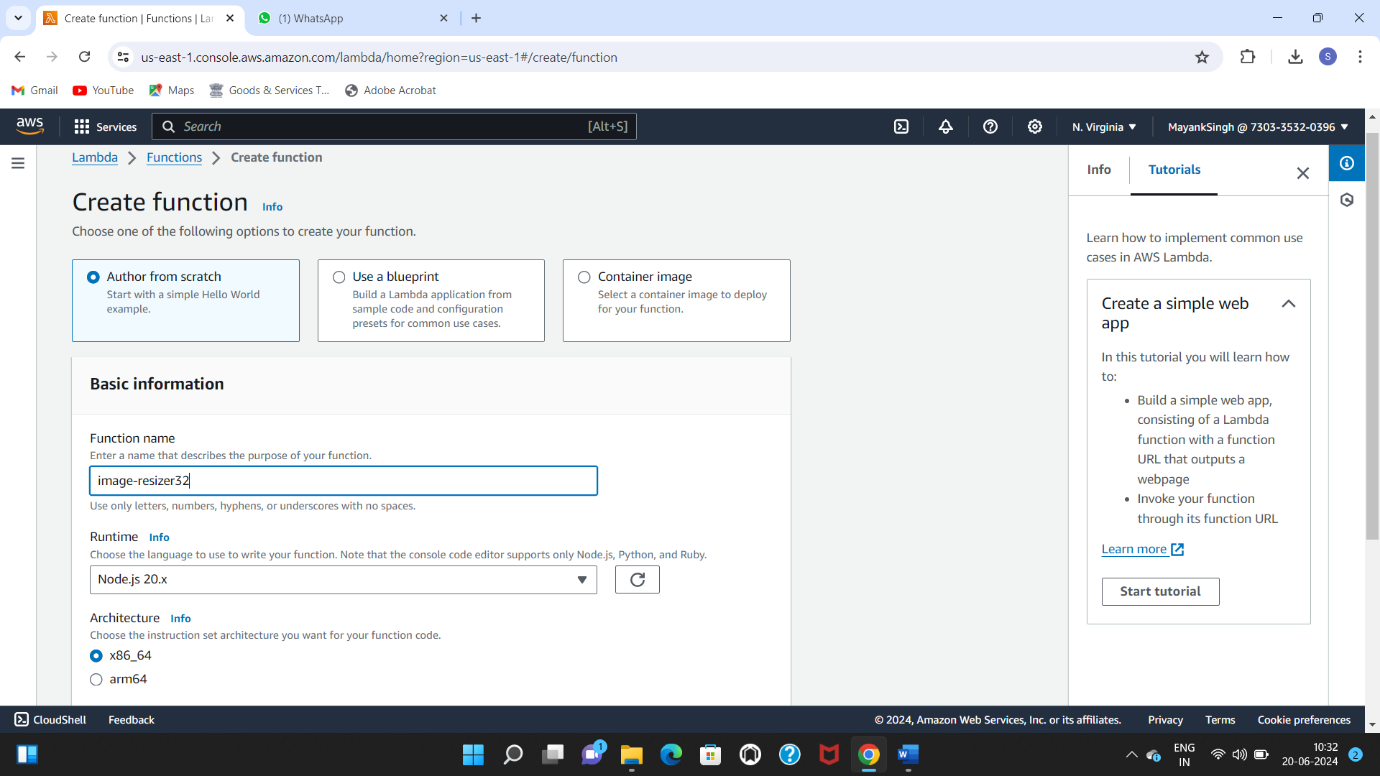 Create function | Functions | La
(1) WhatsApp
us-east-1.console.aws.amazon.com/lambda/home?region=us-east-1#/create/function
S
Gmail
YouTube
Maps
Goods & Services T...
Adobe Acrobat
aws
Services
Search
[Alt+S]
N. Virginia
MayankSingh @ 7303-3532-0396
Lambda
Functions
Create function
Info
Tutorials
Create function
Info
Choose one of the following options to create your function.
Author from scratch
Start with a simple Hello World
example.
Use a blueprint
Build a Lambda application from
sample code and configuration
presets for common use cases.
Container image
Select a container image to deploy
for your function.
Basic information
Function name
Enter a name that describes the purpose of your function.
image-resizer32
Use only letters, numbers, hyphens, or underscores with no spaces.
Runtime
Info
Choose the language to use to write your function. Note that the console code editor supports only Node.js, Python, and Ruby.
Node.js 20.x
Architecture
Info
Choose the instruction set architecture you want for your function code.
x86_64
arm64
Learn how to implement common use
cases in AWS Lambda.
Create a simple web
app
In this tutorial you will learn how
to:
• Build a simple web app,
consisting of a Lambda
function with a function
URL that outputs a
webpage
• Invoke your function
through its function URL
Learn more
Start tutorial
CloudShell
Feedback
© 2024, Amazon Web Services, Inc. or its affiliates.
Privacy
Terms
Cookie preferences
1
W
ENG
IN
10:32
20-06-2024
2